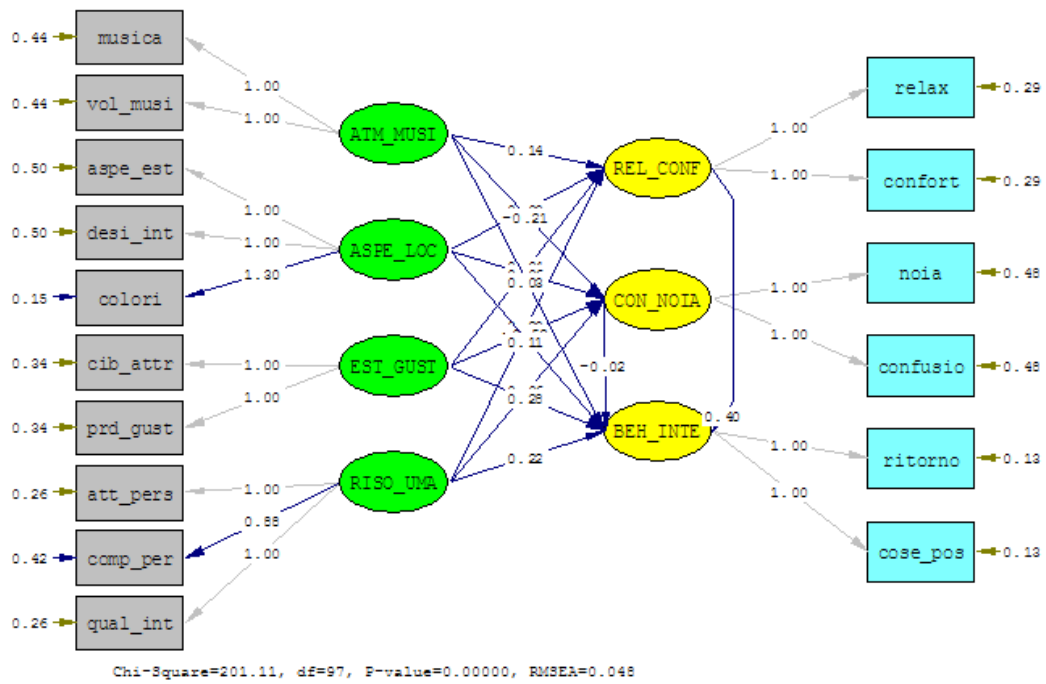 0.44
musica
0.44
vol_musi
0.50
aspe_est
0.50
desi_int
0.15
colori
0.34
cib_attr
0.34
prd_gust
0.26
att_pers
0.42
comp_per
0.26
qual_int
1.00
1.00
1.00
1.00
1.30
1.00
1.00
1.00
0.88
1.00
ATM_MUSI
ASPE_LOC
EST_GUST
RISO_UMA
0.14
-0.21
0.03
0.11
0.28
0.22
-0.02
0.40
REL_CONF
CON_NOIA
BEH_INTE
1.00
1.00
1.00
1.00
1.00
1.00
relax
0.29
confort
0.29
noia
0.48
confusio
0.48
ritorno
0.13
cose_pos
0.13
Chi-Square=201.11, df=97, P-value=0.00000, RMSEA=0.048